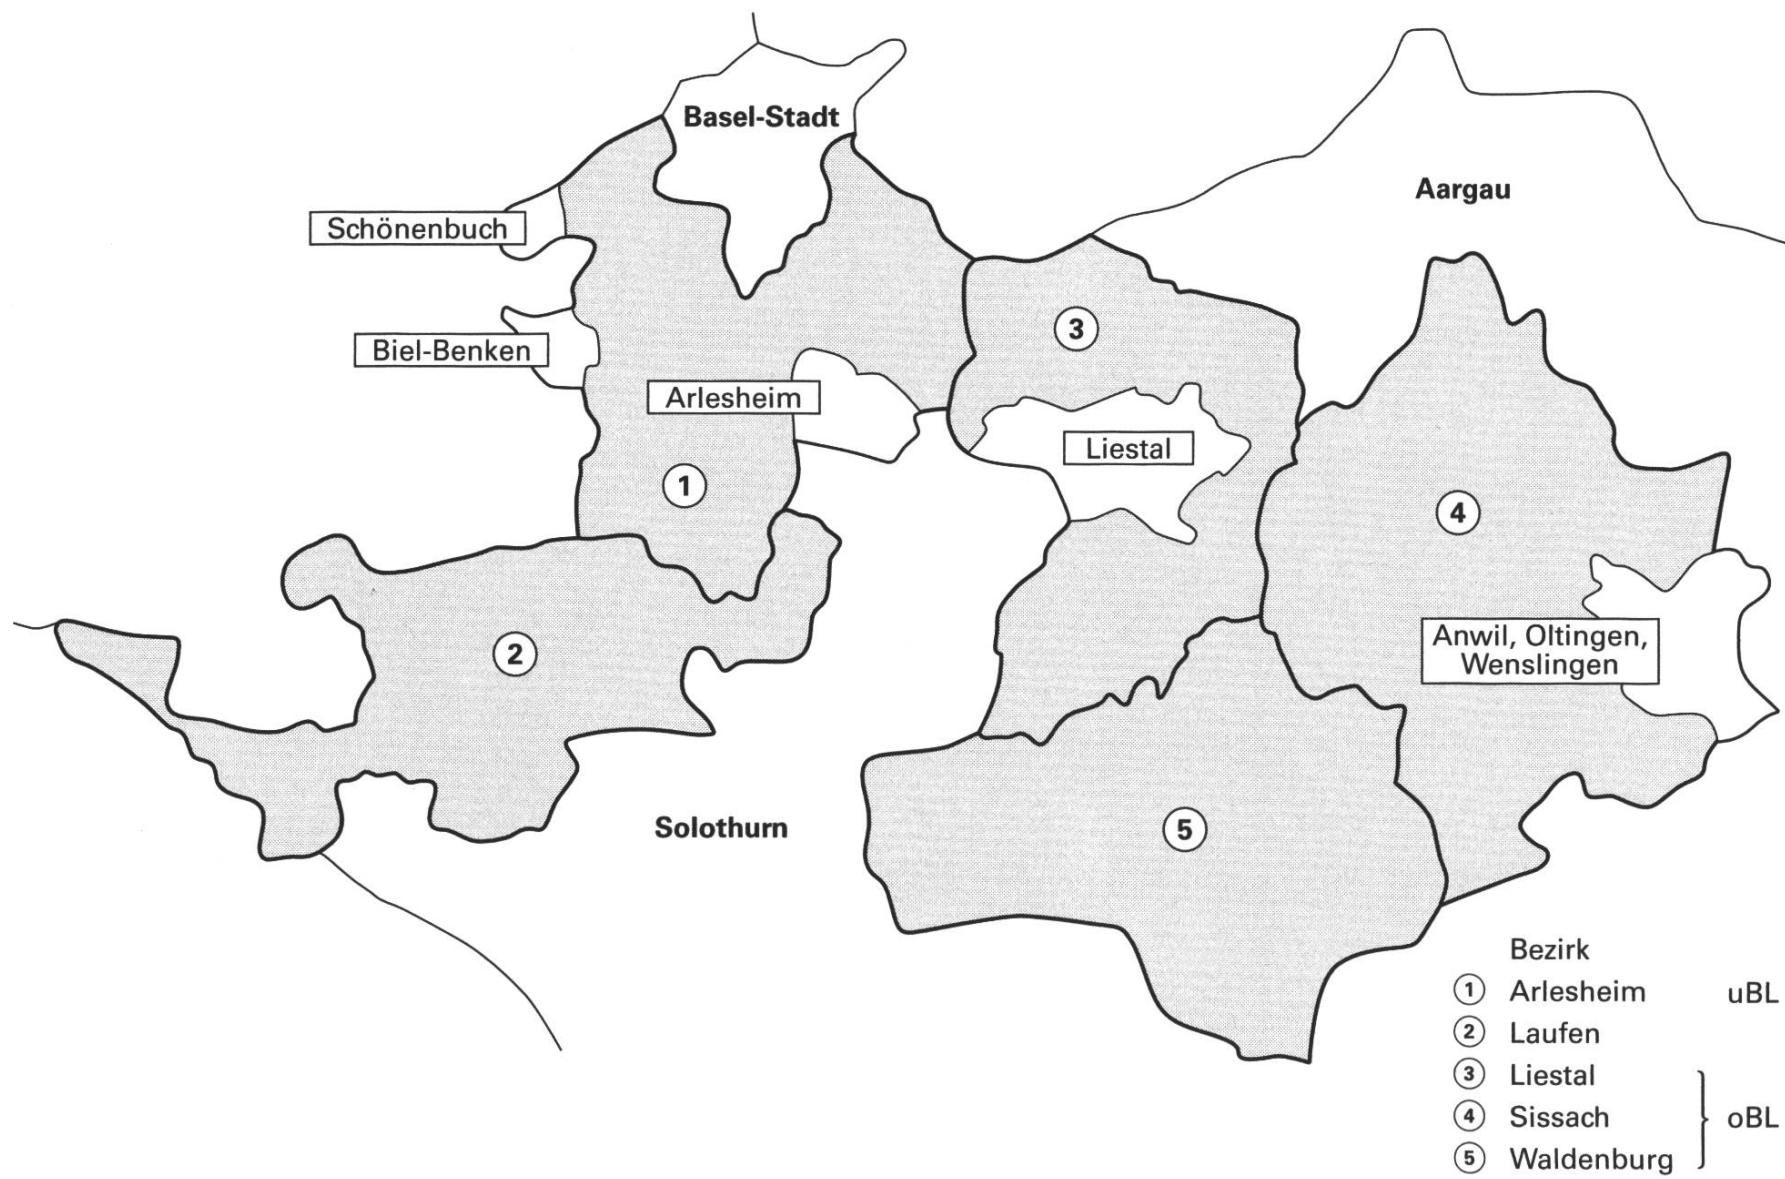 Basel-Stadt
Aargau
Schönenbuch
Biel-Benken
Arlesheim
Liestal
1
2
3
4
5
Anwil, Oltingen,
Wenslingen
Solothurn
Bezirk
1 Arlesheim uBL
2 Laufen
3 Liestal
4 Sissach oBL
5 Waldenburg